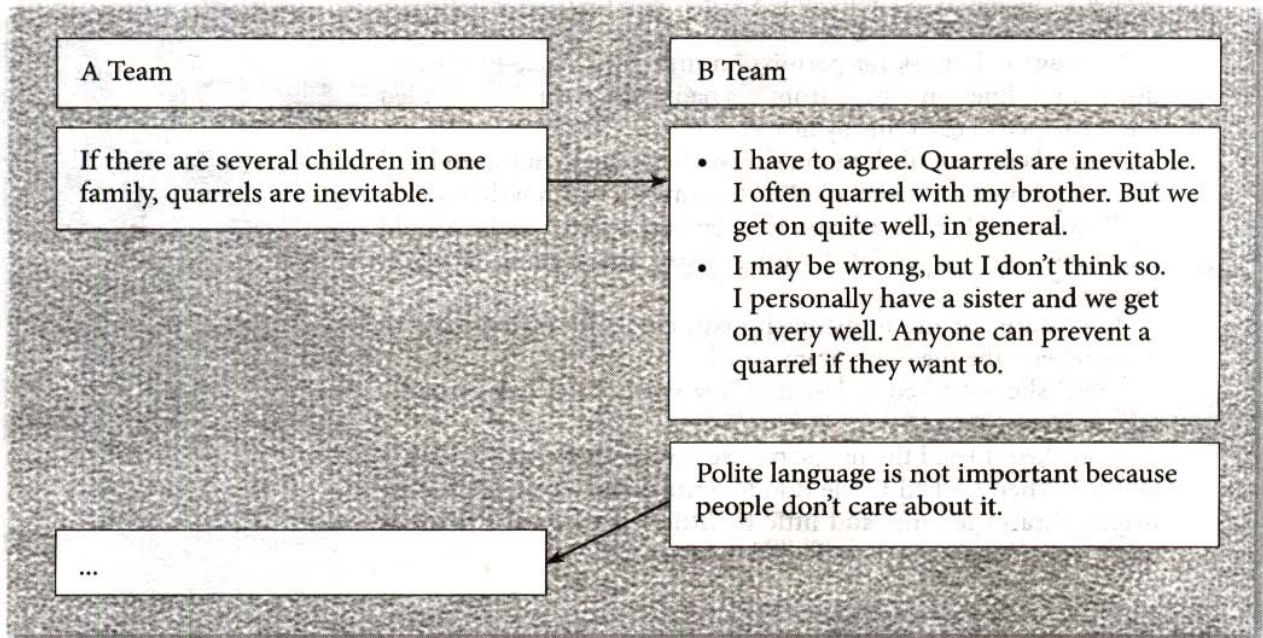 A Team
B Team
If there are several children in one
family, quarrels are inevitable.
• I have to agree. Quarrels are inevitable.
I often quarrel with my brother. But we
get on quite well, in general.
• I may be wrong, but I don't think so.
I personally have a sister and we get
on very well. Anyone can prevent a
quarrel if they want to.
Polite language is not important because
people don't care about it.
...